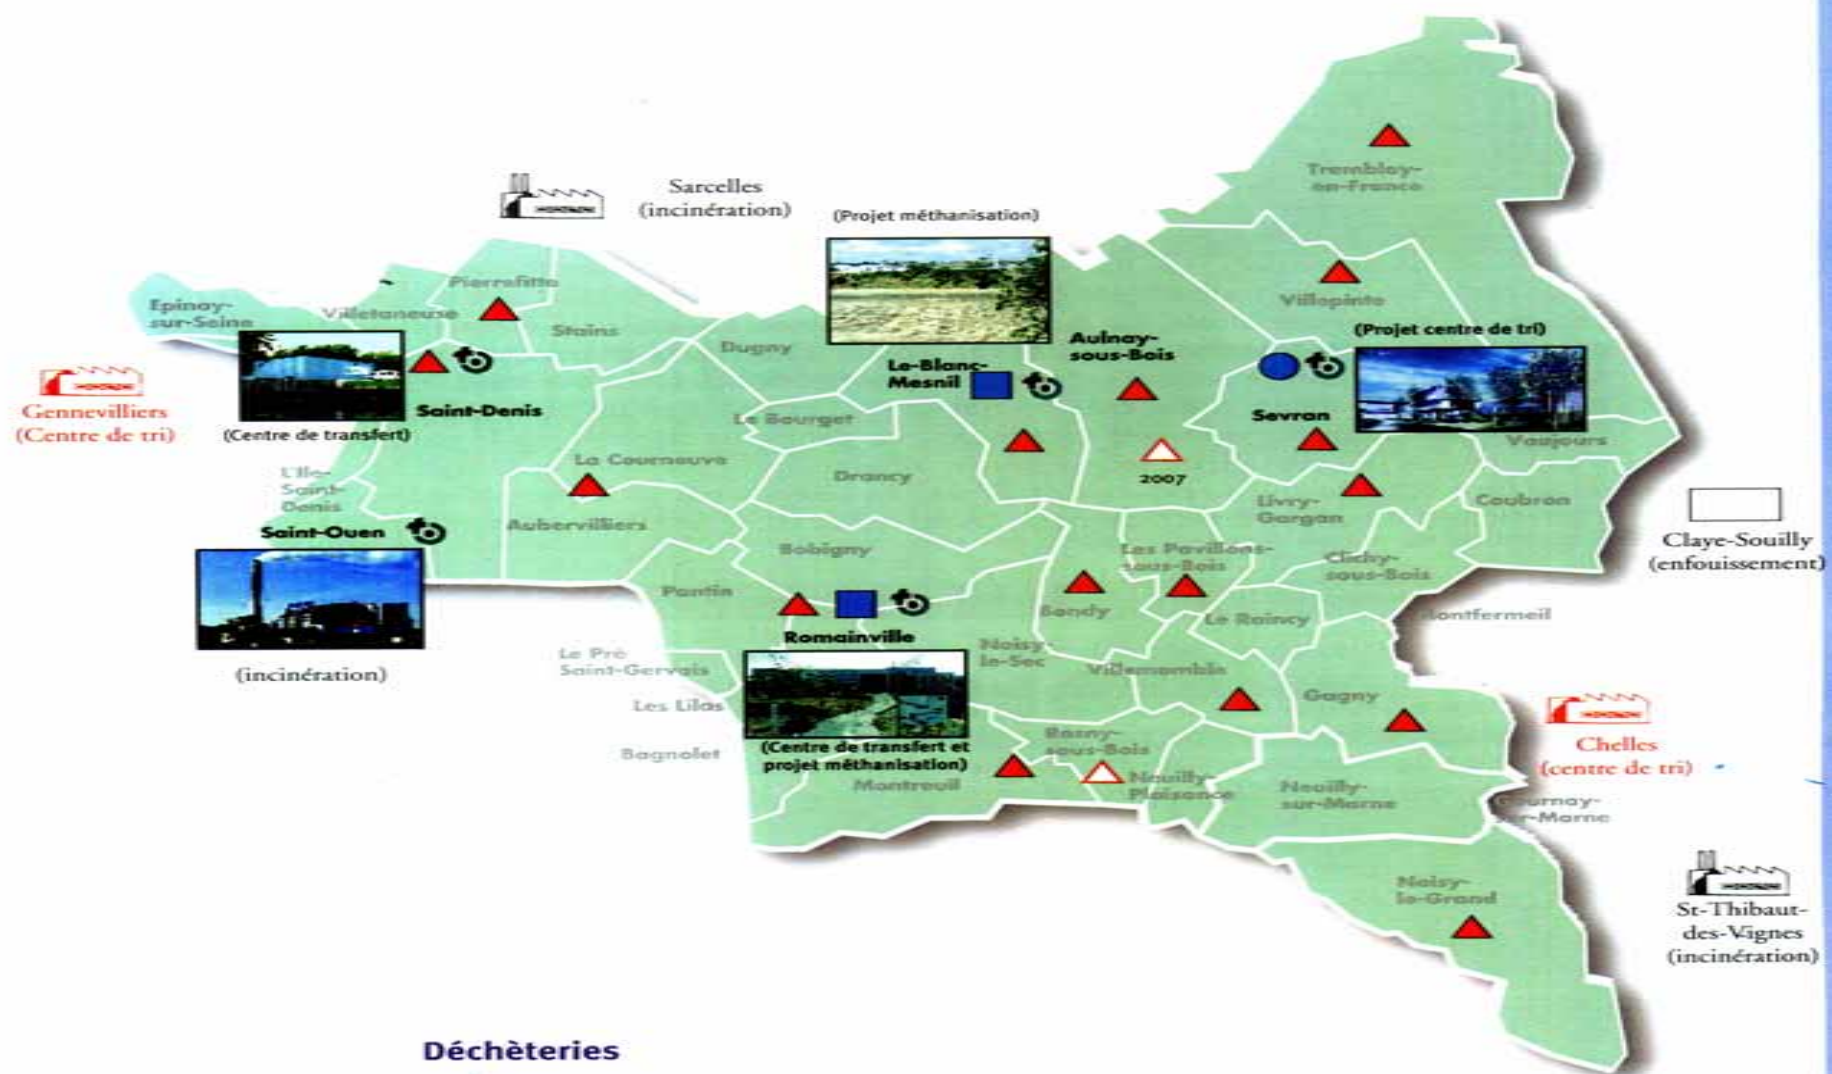 Tremblay-
en-France
Sarcelles
(incinération)
(Projet méthanisation)
Pierrefitte
Villetaneuse
Epinay-
sur-Seine
Stains
Villepinte
(Projet centre de tri)
Dugny
Aulnay-
sous-Bois
Le-Blanc-
Mesnil
Gennevilliers
(Centre de tri)
Saint-Denis
(Centre de transfert)
Le Bourget
Sevran
Vaujours
La Courneuve
Drancy
2007
L'Ile-
Saint-
Denis
Livry-
Gargan
Coubron
Saint-Ouen
Aubervilliers
Claye-Souilly
(enfouissement)
Bobigny
Les Pavillons-
sous-Bois
Clichy-
sous-Bois
Pantin
Bondy
Le Raincy
Montfermeil
Romainville
Le Pré
Saint-Gervais
Noisy-
le-Sec
Villemomble
(incinération)
Gagny
Les Lilas
Rosny-
sous-Bois
Chelles
(centre de tri)
Bagnolet
(Centre de transfert et
projet méthanisation)
Montreuil
Neuilly-
Plaisance
Neuilly-
sur-Marne
Gournay-
sur-Marne
Noisy-
le-Grand
St-Thibaut-
des-Vignes
(incinération)
Déchèteries